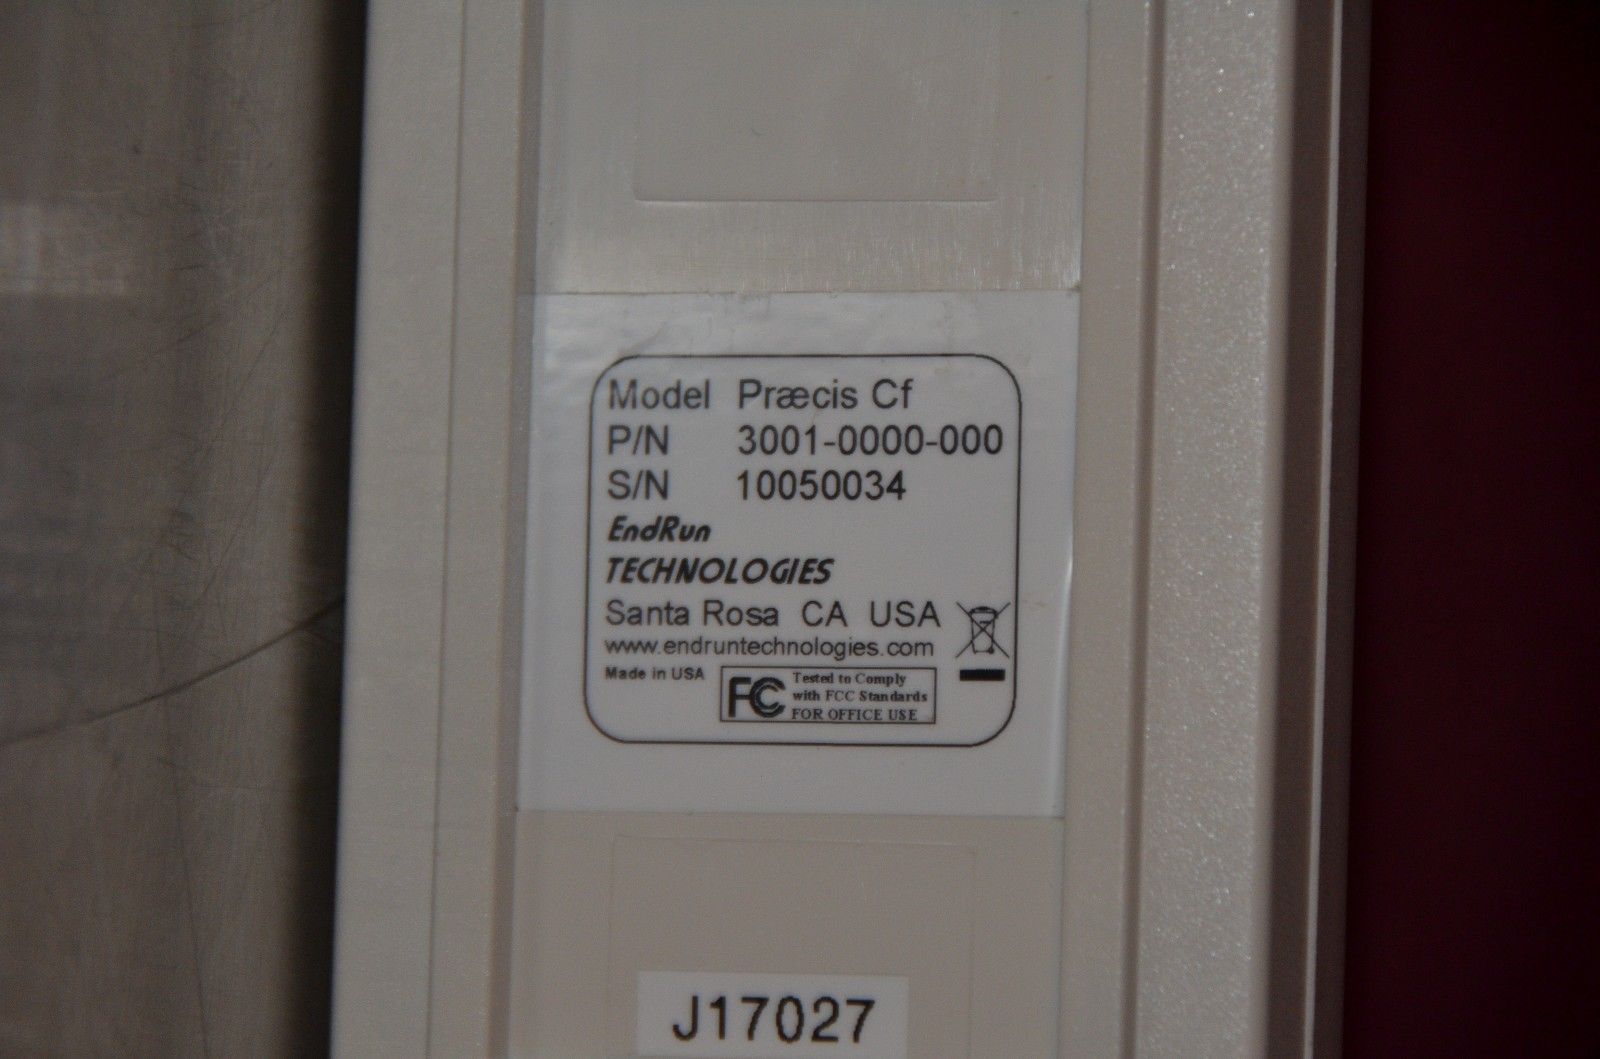 Model Præcis Cf
P/N 3001-0000-000
S/N 10050034
EndRun
TECHNOLOGIES
Santa Rosa CA USA
www.endruntechnologies.com
Made in USA
FC
Tested to Comply
with FCC Standards
FOR OFFICE USE
J17027